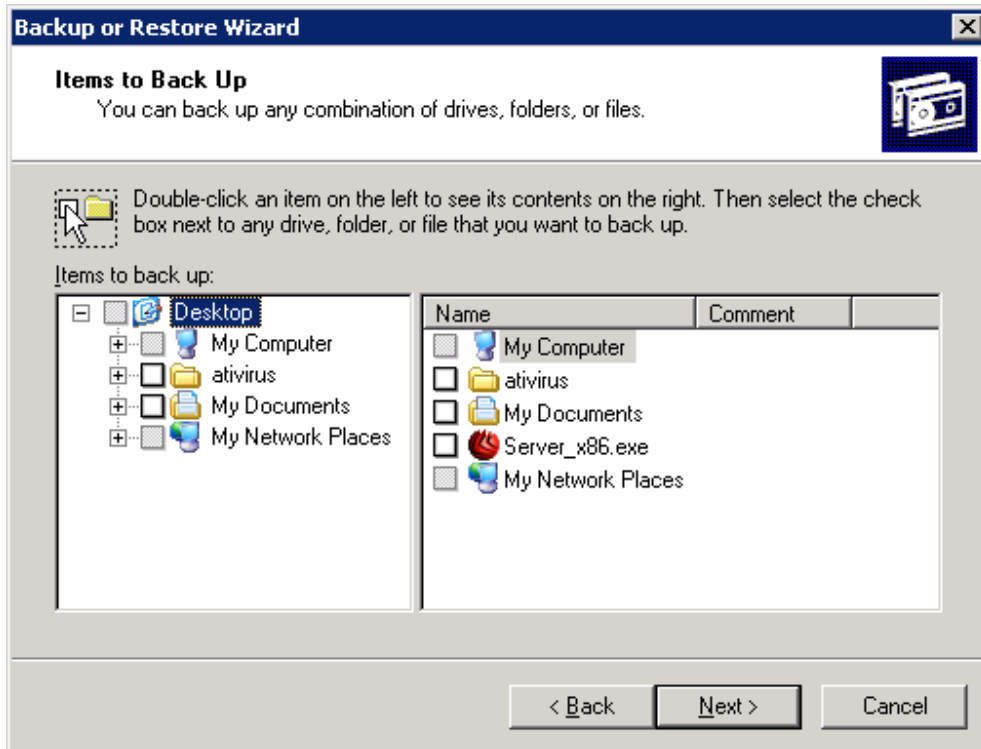 Backup or Restore Wizard
Items to Back Up
You can back up any combination of drives, folders, or files.
Double-click an item on the left to see its contents on the right. Then select the check
box next to any drive, folder, or file that you want to back up.
Items to back up:
Desktop
My Computer
ativirus
My Documents
My Network Places
Name Comment
My Computer
ativirus
My Documents
Server_x86.exe
My Network Places
< Back Next > Cancel